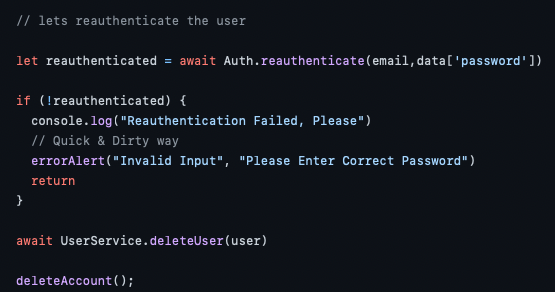 // lets reauthenticate the user
let reauthenticated = await Auth.reauthenticate(email,data['password'])
if (!reauthenticated) {
console.log("Reauthentication Failed, Please")
// Quick & Dirty way
errorAlert("Invalid Input", "Please Enter Correct Password")
return
}
await UserService.deleteUser(user)
deleteAccount();